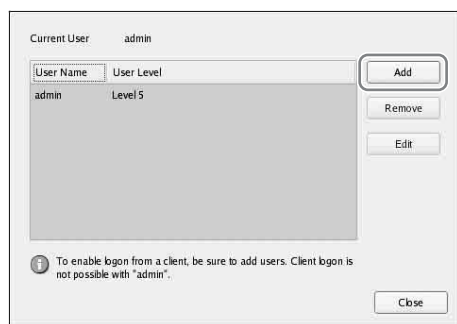 Current User admin
User Name User Level
admin Level 5
Add
Remove
Edit
To enable logon from a client, be sure to add users. Client logon is
not possible with "admin".
Close